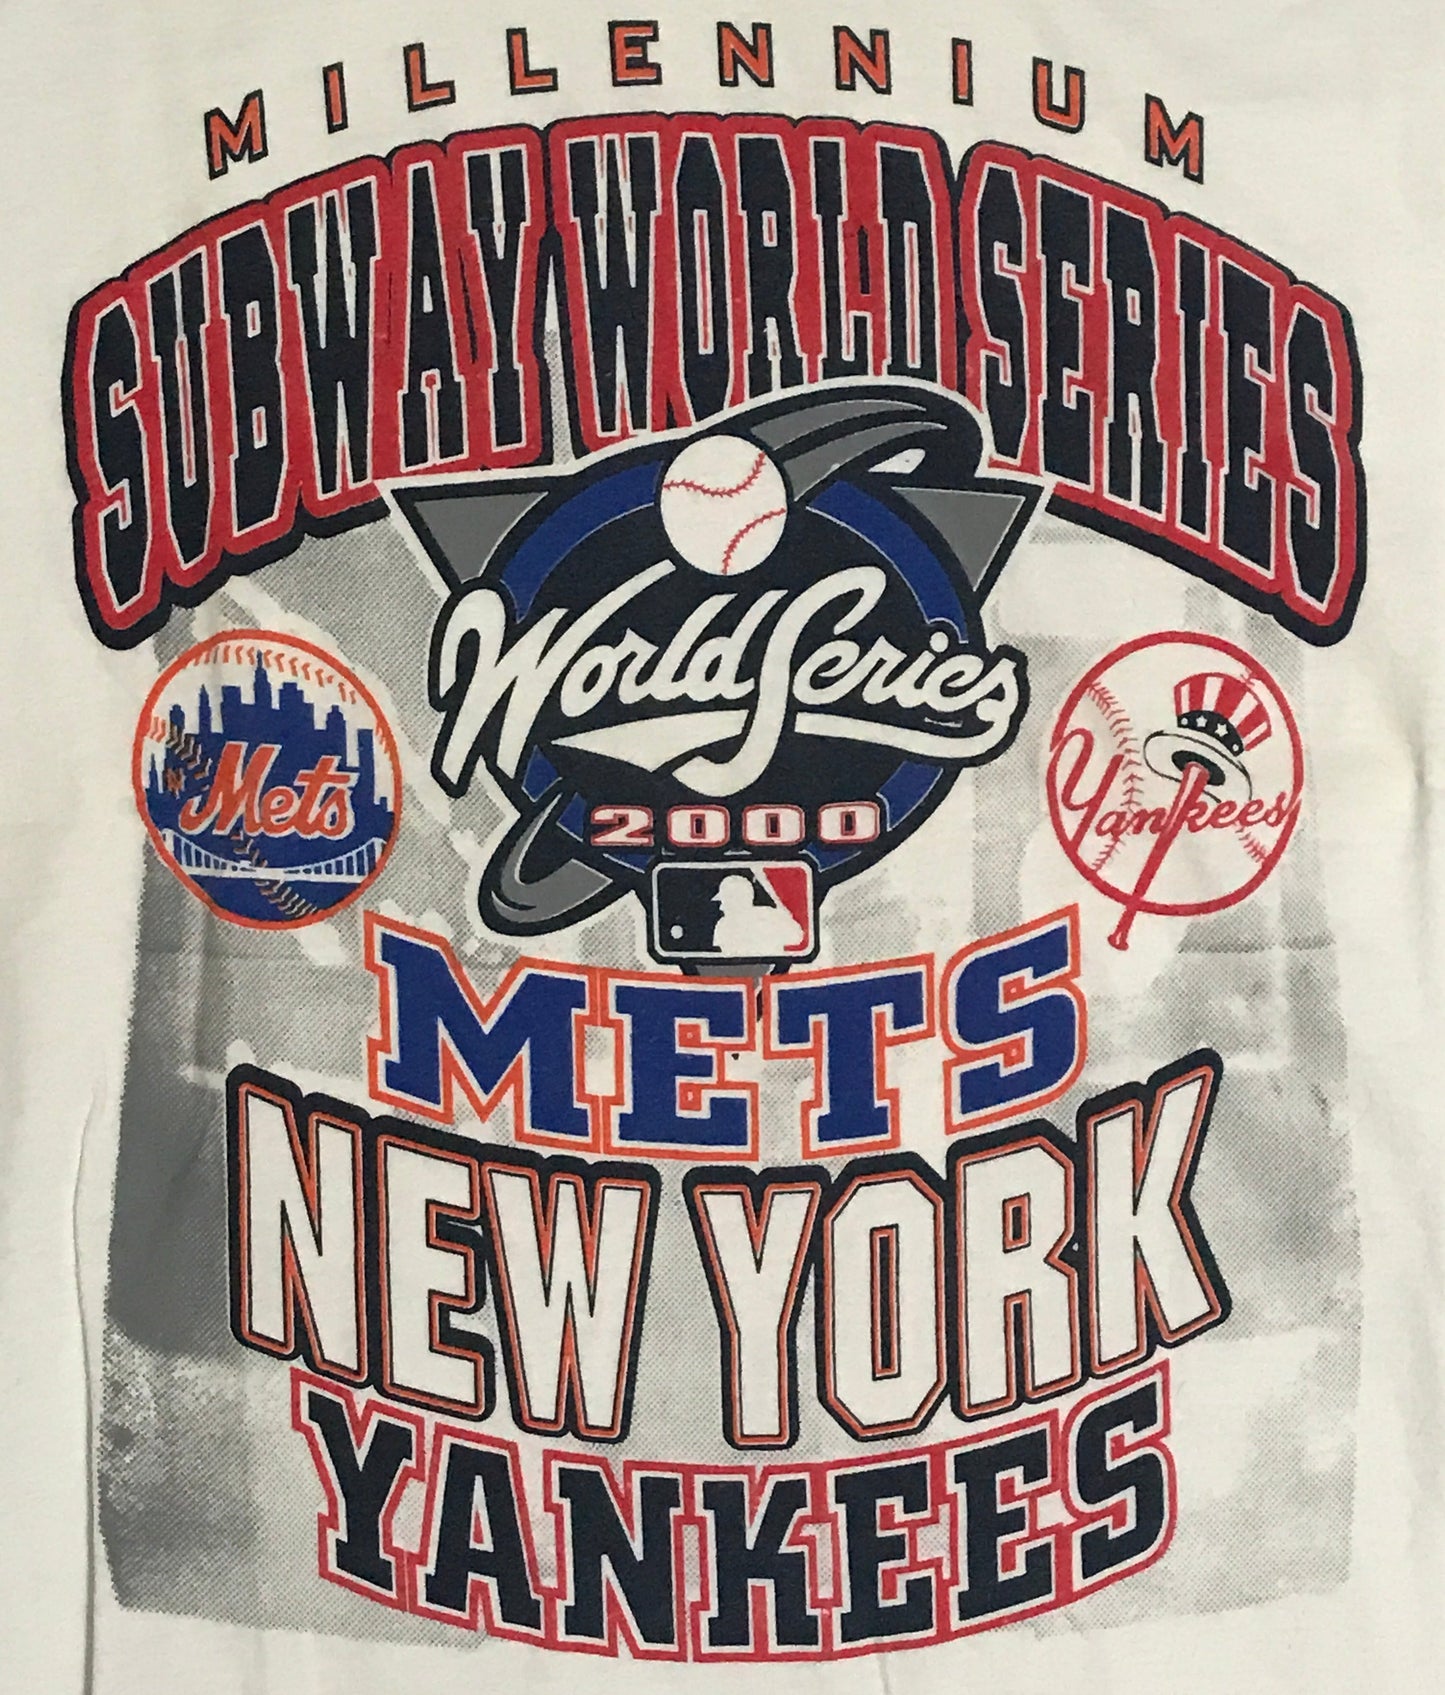 MILLENNIUM
SUBWAY WORLD SERIES
World Series
2000
Mets
Yankees
METS
NEW YORK
YANKEES